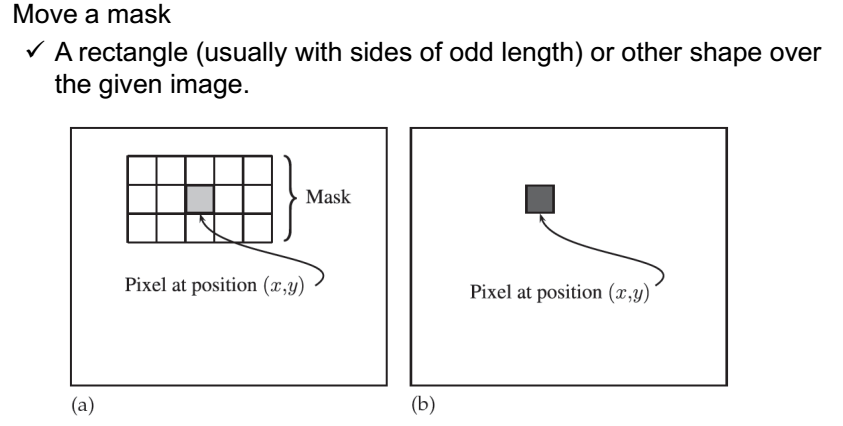 Move a mask
✓ A rectangle (usually with sides of odd length) or other shape over
the given image.
Mask
Pixel at position (x,y)
Pixel at position (x,y)
(a)
(b)